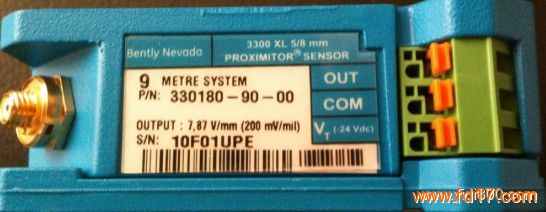 Bently Nevada
3300 XL 5/8 mm
PROXIMITOR® SENSOR
9 METRE SYSTEM
P/N: 330180-90-00
OUTPUT : 7,87 V/mm (200 mV/mil)
S/N: 10F01UPE
OUT
COM
VT (-24 Vdc)
www.fd17.com